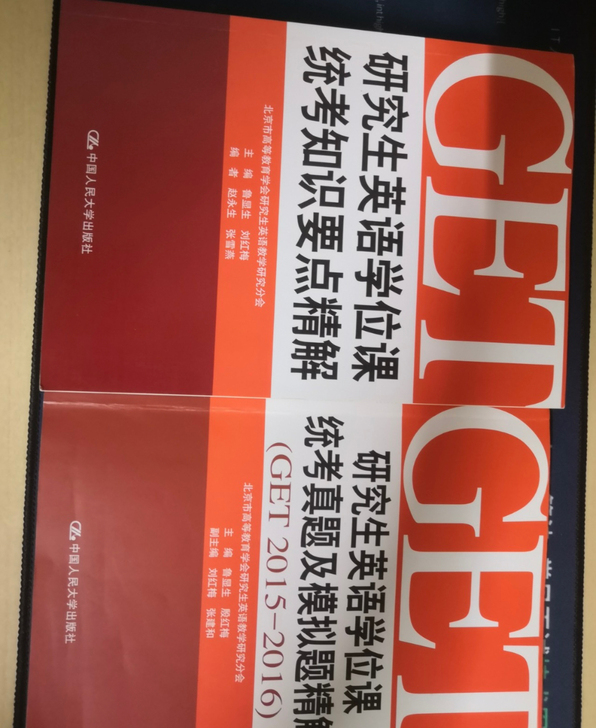 GET
研究生英语学位课
统考知识要点精解
北京市高等教育学会研究生英语教学研究分会
主 编 鲁显生 刘红梅
编 者 赵永生 张雪燕
中国人民大学出版社
GET
研究生英语学位课
统考真题及模拟题精解
(GET 2015-2016)
北京市高等教育学会研究生英语教学研究分会
主 编 鲁显生 殷红梅
副主编 刘红梅 张建和
中国人民大学出版社